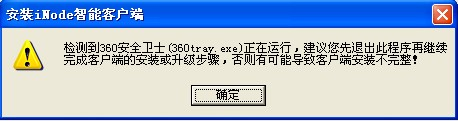 安装iNode智能客户端
检测到360安全卫士(360tray.exe)正在运行，建议您先退出此程序再继续
完成客户端的安装或升级步骤，否则有可能导致客户端安装不完整!
确定